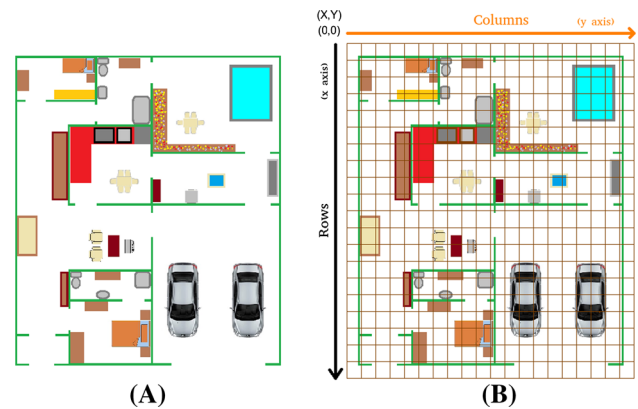 (X,Y)
(0,0)
Columns (y axis)
(x axis)
Rows
(A)
(B)